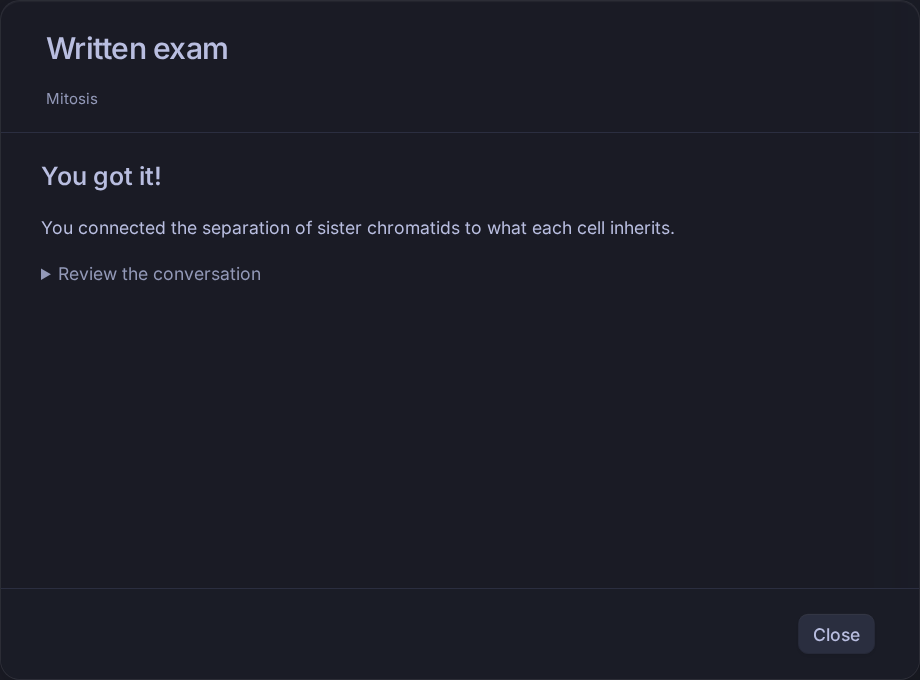 Written exam
Mitosis
You got it!
You connected the separation of sister chromatids to what each cell inherits.
Review the conversation
Close